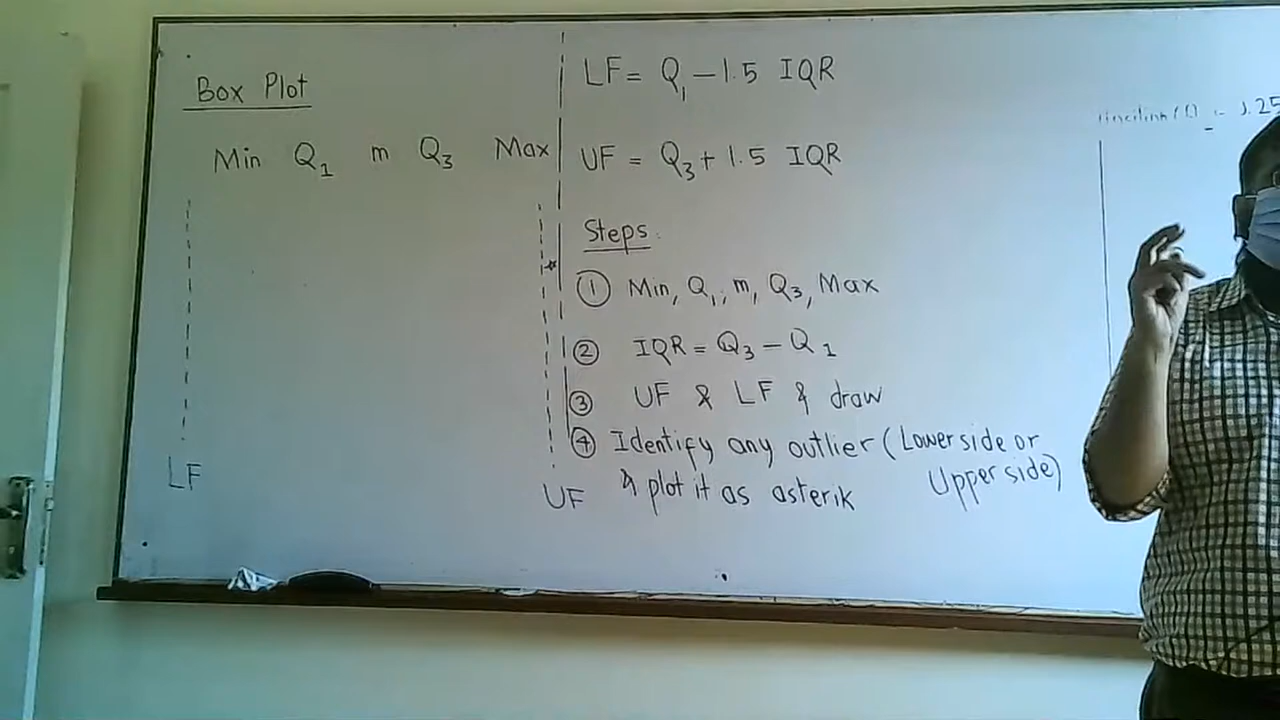 Box Plot
Min Q1 m Q3 Max
LF
UF
LF = Q1 – 1.5 IQR
UF = Q3 + 1.5 IQR
Steps
① Min, Q1, m, Q3, Max
② IQR = Q3 – Q1
③ UF & LF & draw
④ Identify any outlier (Lower side or
& plot it as asterik Upper side)